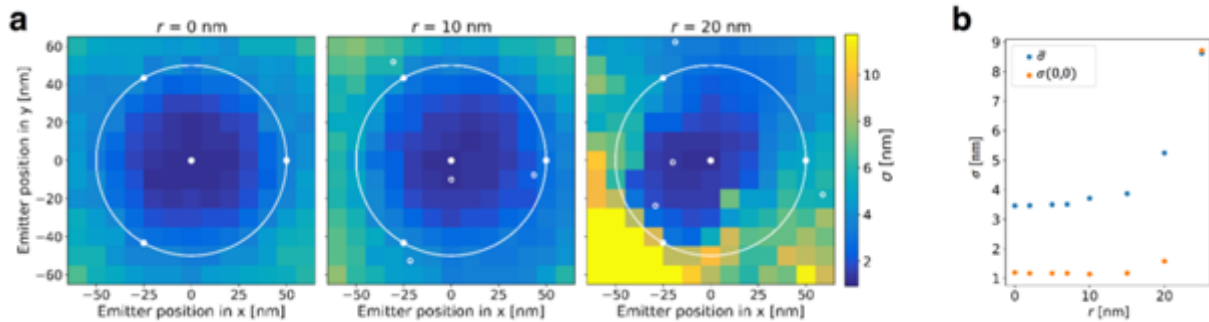 a
r = 0 nm
r = 10 nm
r = 20 nm
b
Emitter position in y [nm]
60
40
20
0
−20
−40
−60
−50
−25
0
25
50
−50
−25
0
25
50
−50
−25
0
25
50
Emitter position in x [nm]
Emitter position in x [nm]
Emitter position in x [nm]
10
8
6
4
2
σ [nm]
σ̄
σ(0,0)
9
8
7
6
5
4
3
2
1
σ [nm]
0
10
20
r [nm]